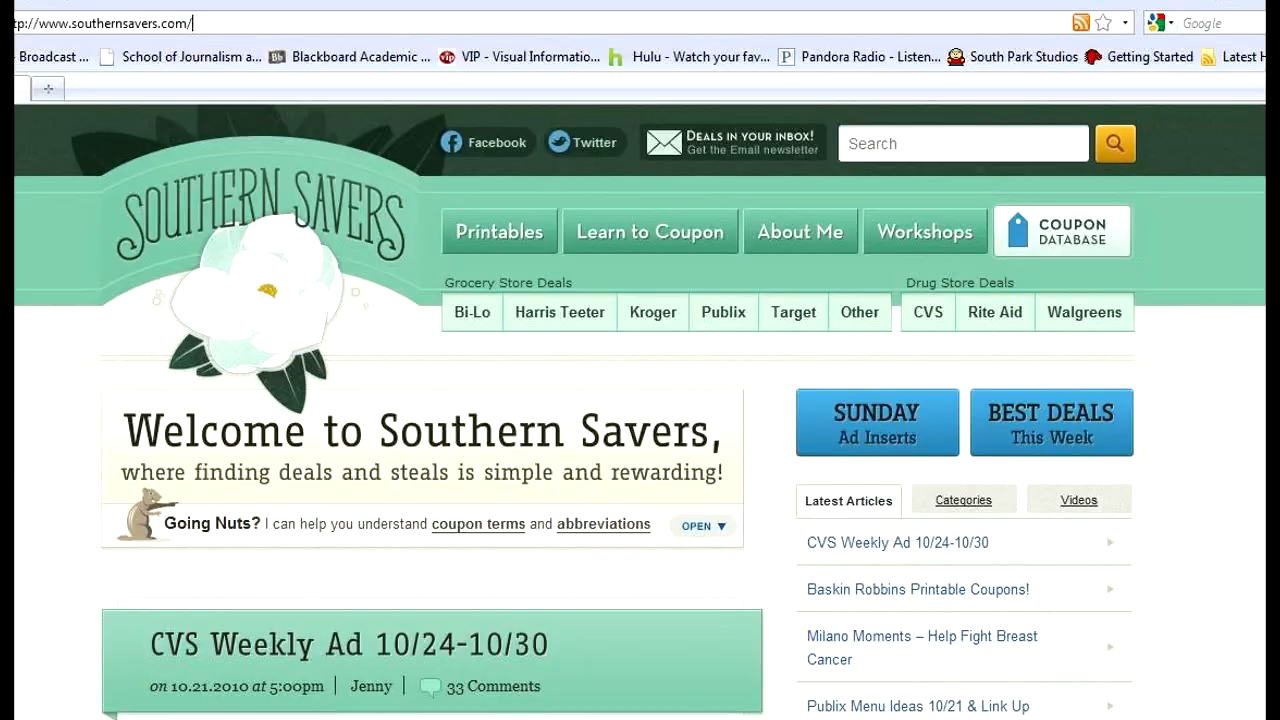 tp://www.southernsavers.com/
Google
Broadcast ...
School of Journalism a...
Bb
Blackboard Academic ...
VIP
VIP - Visual Informatio...
h
Hulu - Watch your fav...
P
Pandora Radio - Listen...
South Park Studios
Getting Started
Latest H
SOUTHERN SAVERS
Facebook
Twitter
DEALS IN YOUR INBOX!
Get the Email newsletter
Search
Printables
Learn to Coupon
About Me
Workshops
COUPON
DATABASE
Grocery Store Deals
Drug Store Deals
Bi-Lo
Harris Teeter
Kroger
Publix
Target
Other
CVS
Rite Aid
Walgreens
Welcome to Southern Savers,
where finding deals and steals is simple and rewarding!
Going Nuts? I can help you understand coupon terms and abbreviations
OPEN ▼
SUNDAY
Ad Inserts
BEST DEALS
This Week
Latest Articles
Categories
Videos
CVS Weekly Ad 10/24-10/30
Baskin Robbins Printable Coupons!
Milano Moments – Help Fight Breast
Cancer
Publix Menu Ideas 10/21 & Link Up
CVS Weekly Ad 10/24-10/30
on 10.21.2010 at 5:00pm | Jenny | 33 Comments